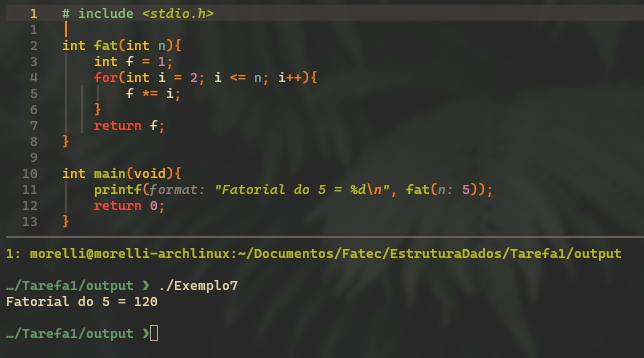 1 # include <stdio.h>
1
2 int fat(int n){
3 int f = 1;
4 for(int i = 2; i <= n; i++){
5 f *= i;
6 }
7 return f;
8 }
9
10 int main(void){
11 printf(format: "Fatorial do 5 = %d\n", fat(n: 5));
12 return 0;
13 }
1: morelli@morelli-archlinux:~/Documentos/Fatec/EstruturaDados/Tarefa1/output
…/Tarefa1/output ❯ ./Exemplo7
Fatorial do 5 = 120
…/Tarefa1/output ❯